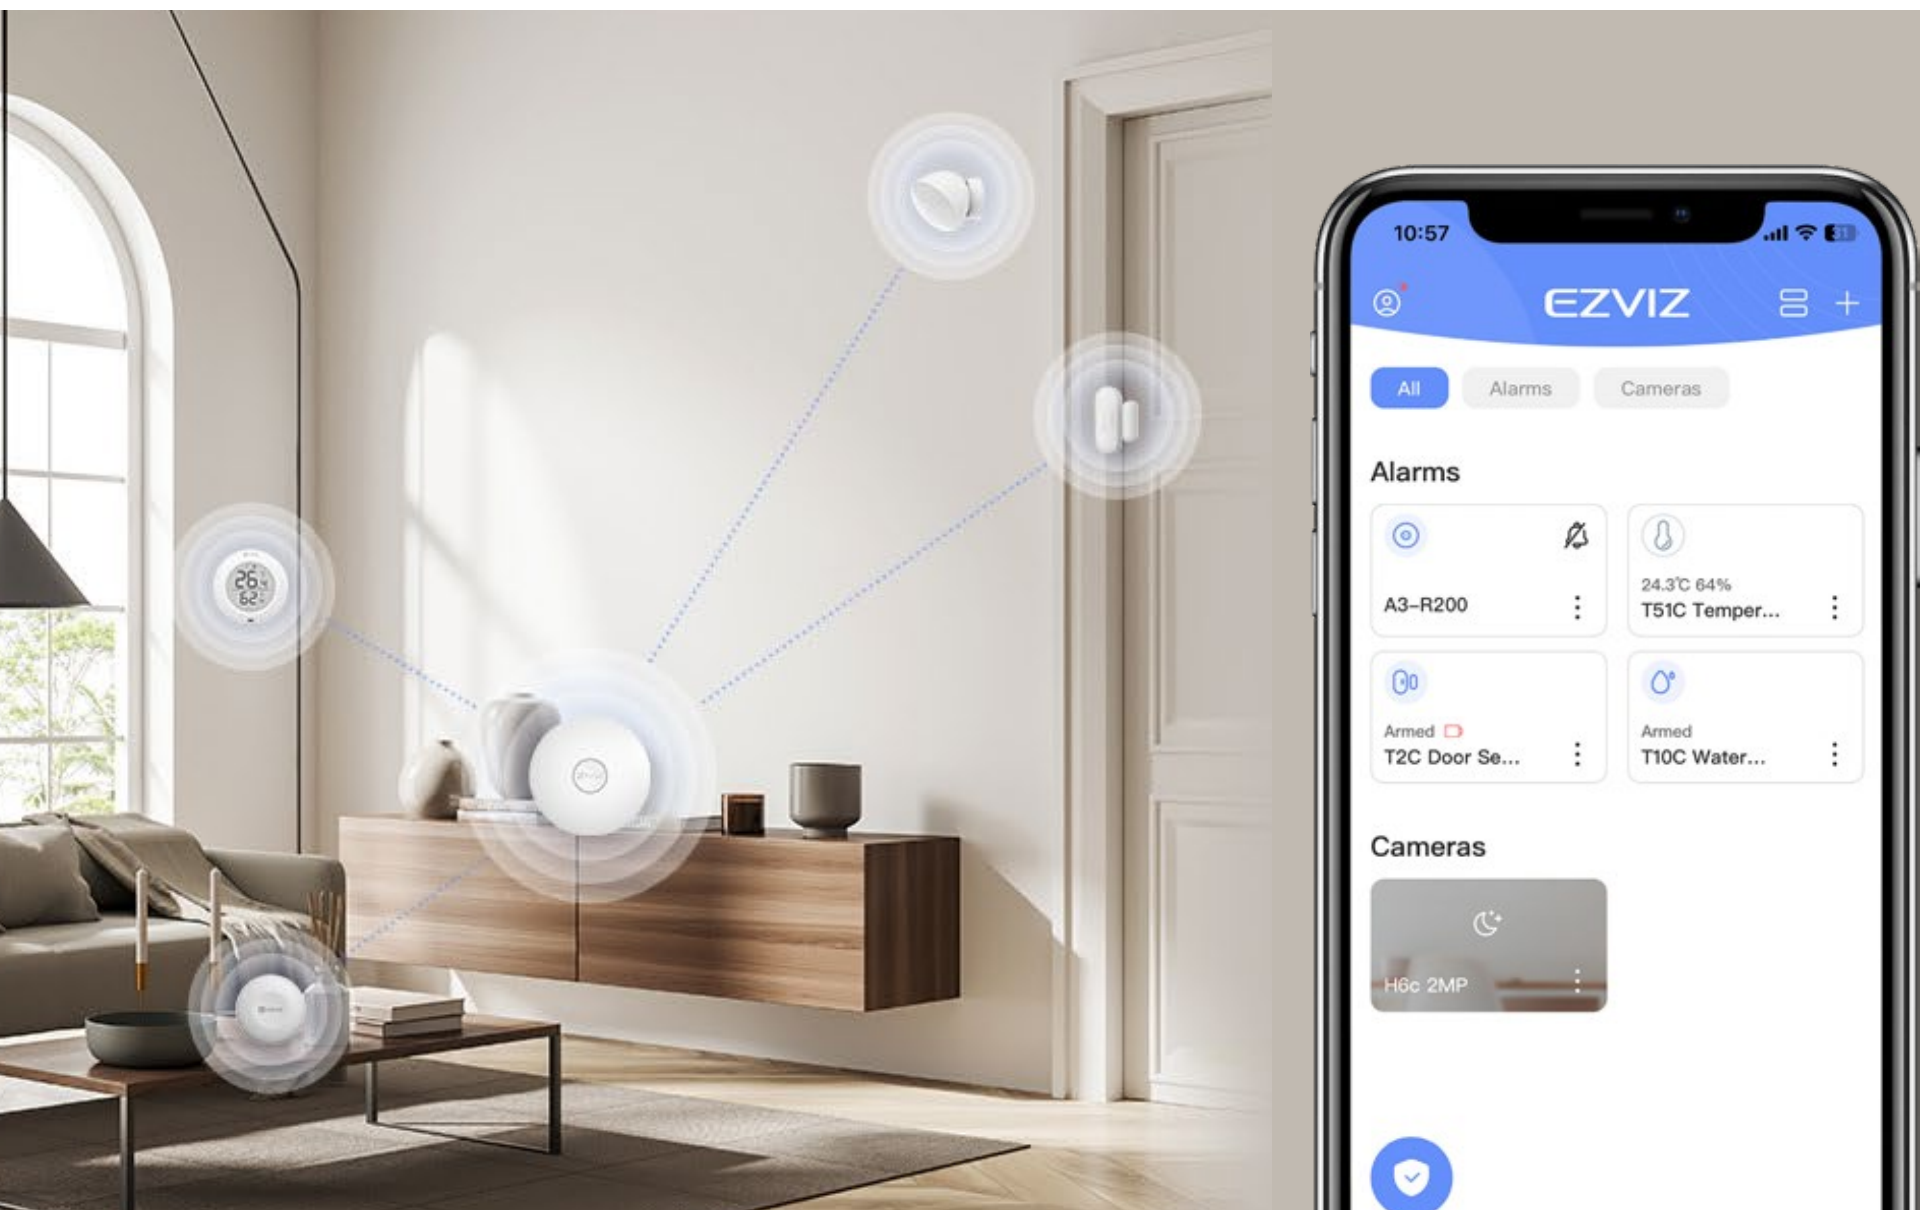 26
62
10:57
31
EZVIZ
All
Alarms
Cameras
Alarms
A3-R200
24.3℃ 64%
T51C Temper...
Armed
T2C Door Se...
Armed
T10C Water...
Cameras
H6c 2MP